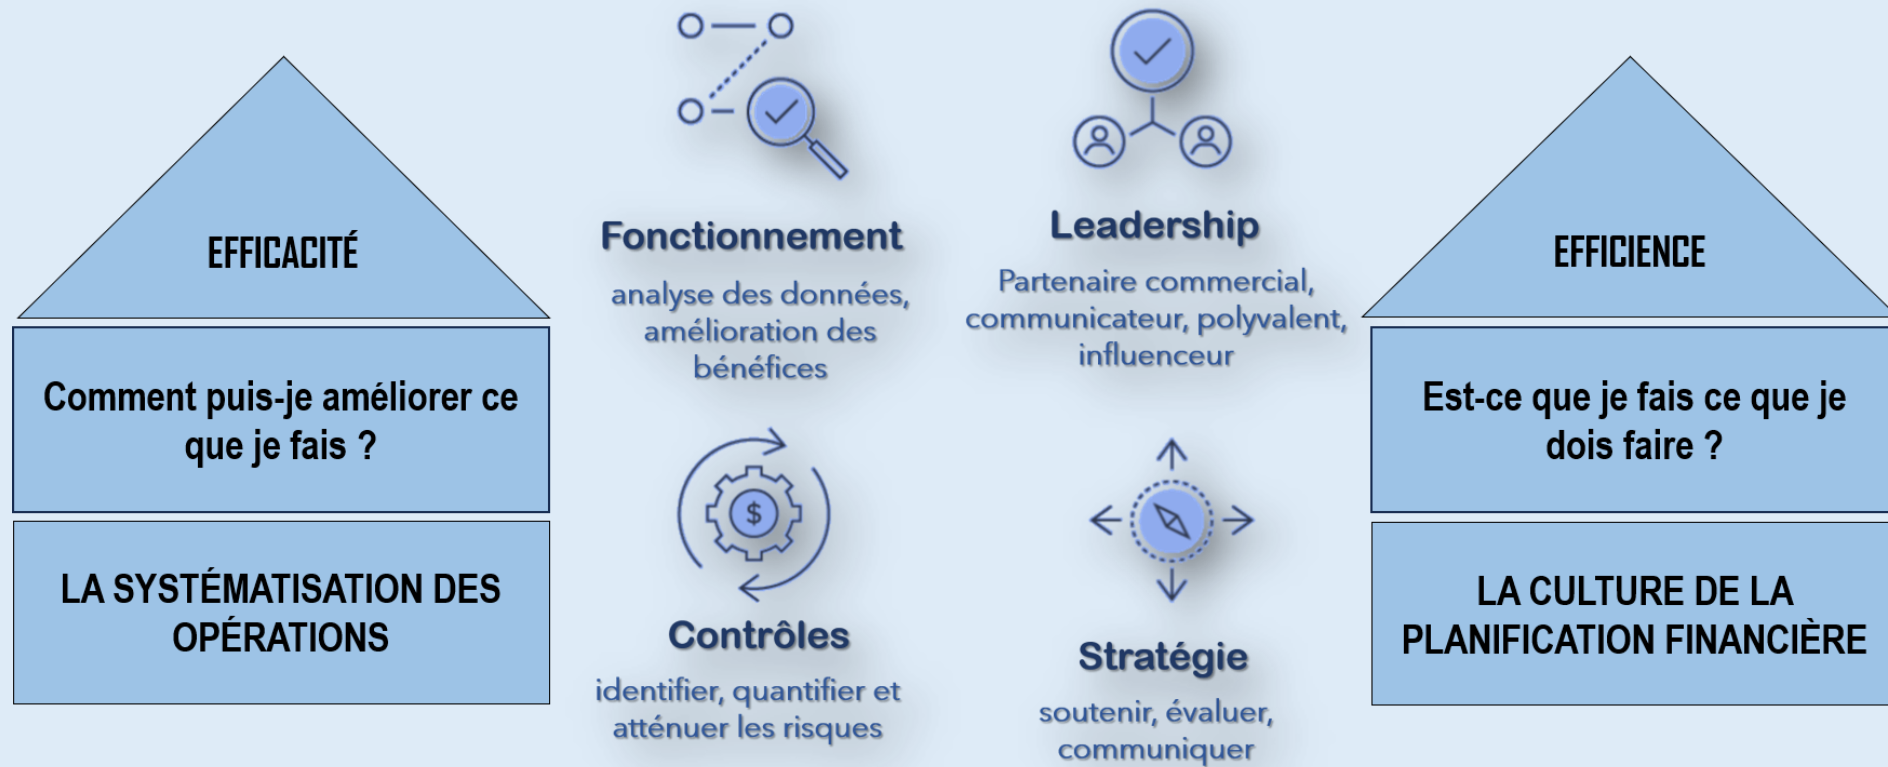 EFFICACITÉ
Comment puis-je améliorer ce
que je fais ?
LA SYSTÉMATISATION DES
OPÉRATIONS
Fonctionnement
analyse des données,
amélioration des
bénéfices
Leadership
Partenaire commercial,
communicateur, polyvalent,
influenceur
$
Contrôles
identifier, quantifier et
atténuer les risques
Stratégie
soutenir, évaluer,
communiquer
EFFICIENCE
Est-ce que je fais ce que je
dois faire ?
LA CULTURE DE LA
PLANIFICATION FINANCIÈRE